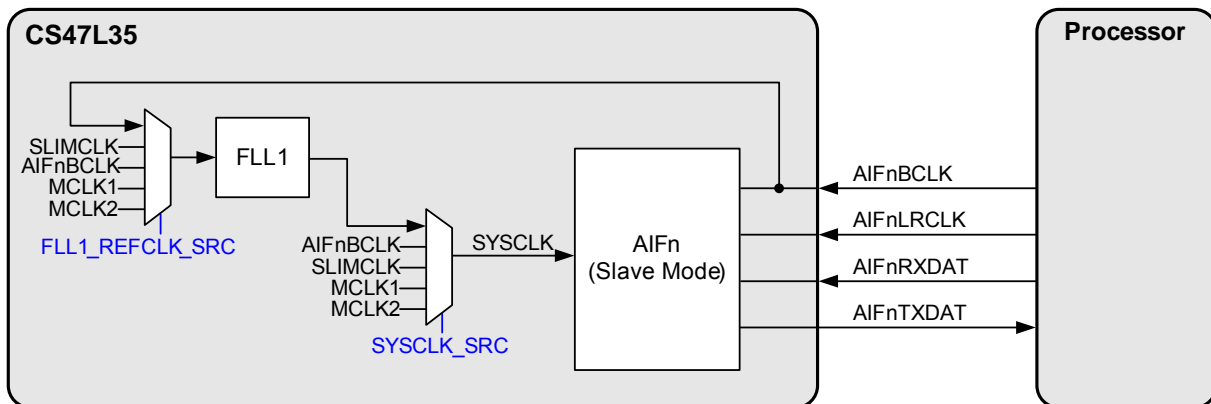 CS47L35
Processor
SLIMCLK
AIFnBCLK
MCLK1
MCLK2
FLL1_REFCLK_SRC
FLL1
AIFnBCLK
SLIMCLK
MCLK1
MCLK2
SYSCLK_SRC
SYSCLK
AIFn
(Slave Mode)
AIFnBCLK
AIFnLRCLK
AIFnRXDAT
AIFnTXDAT